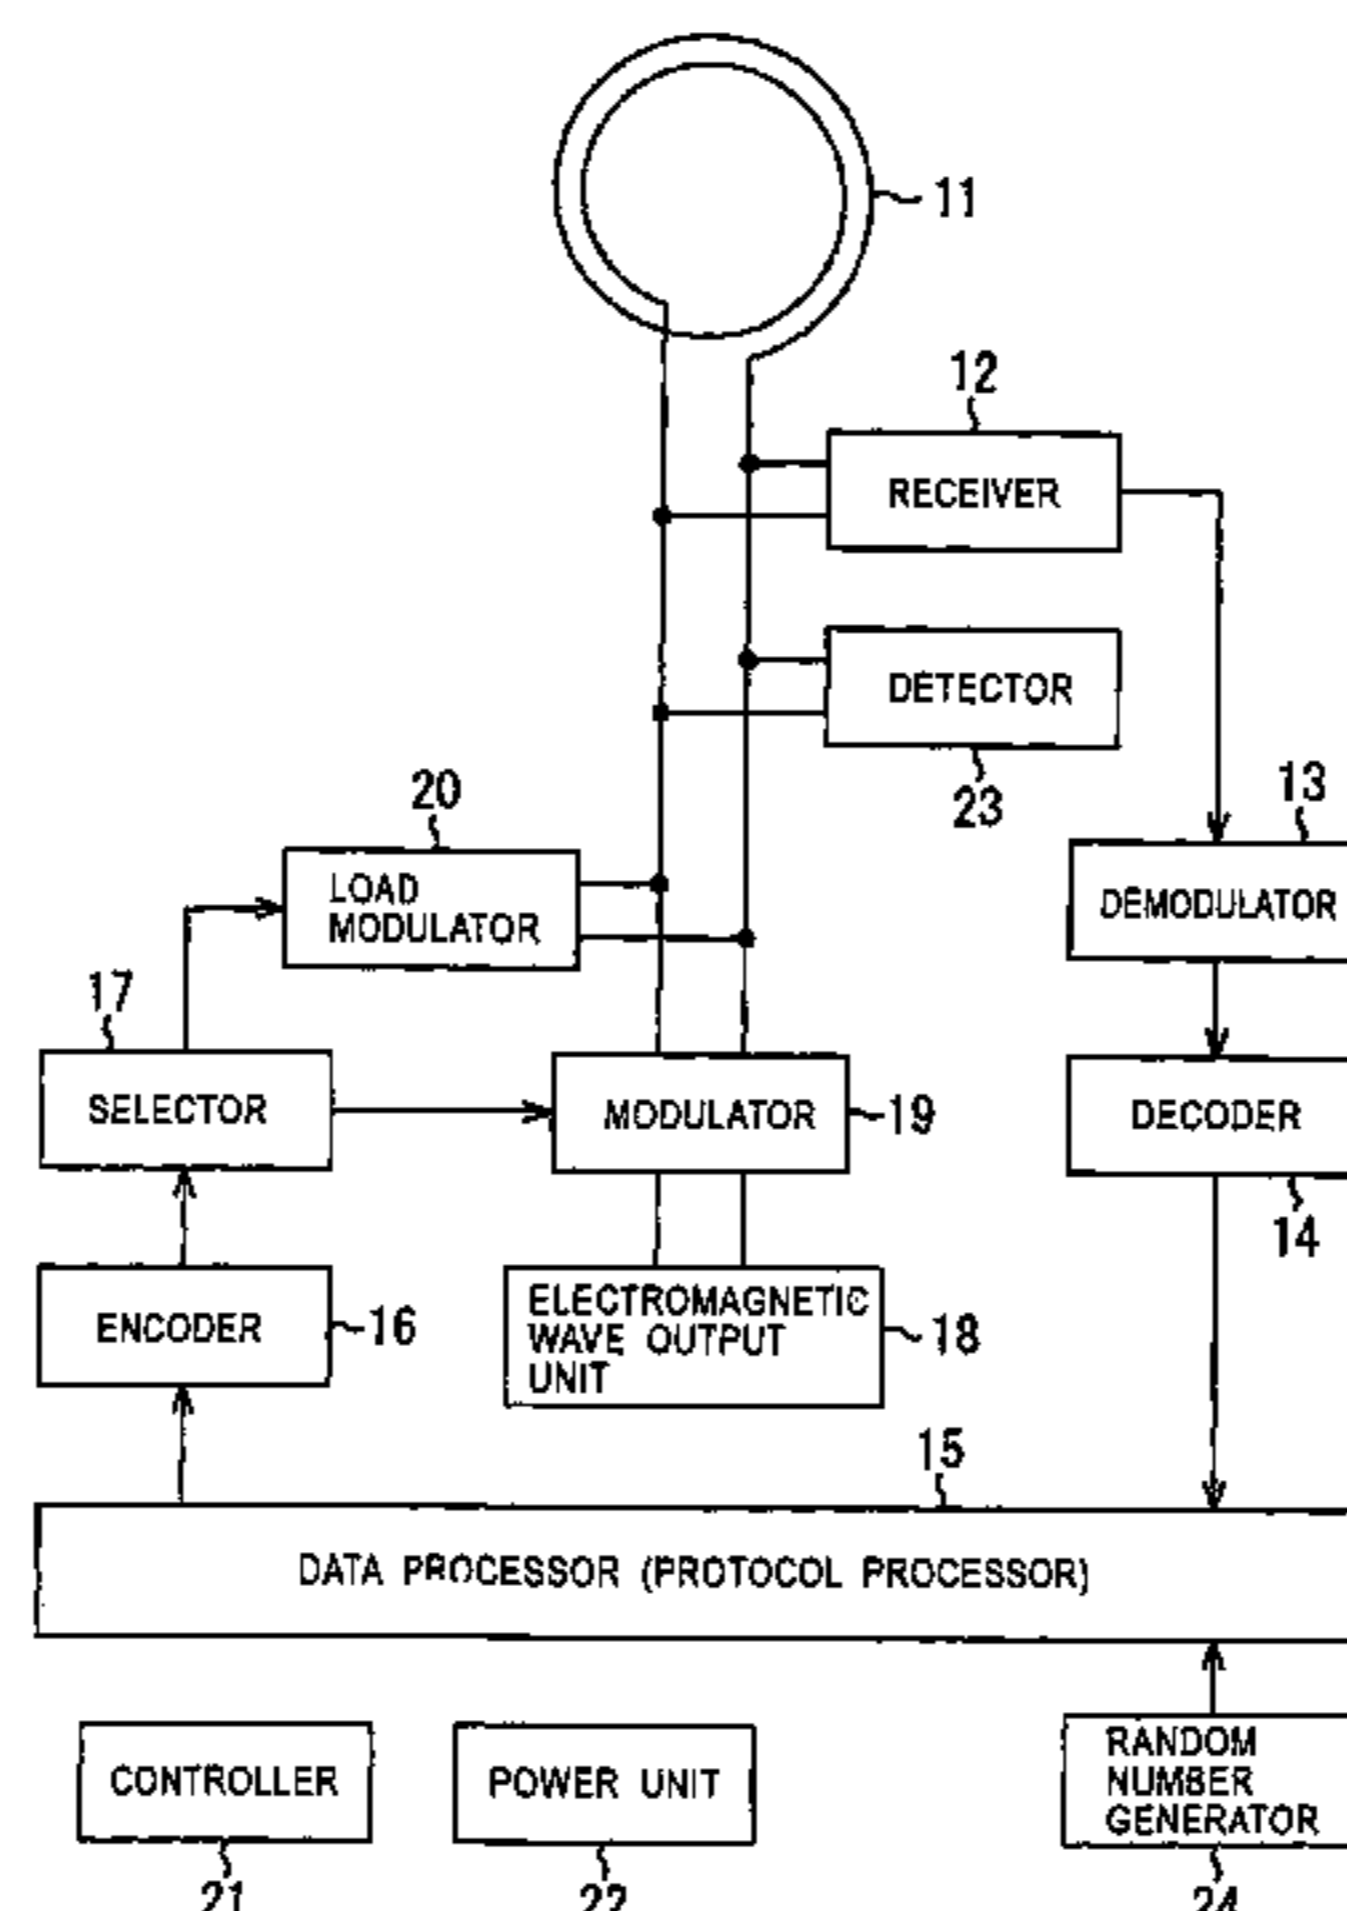 11
12
RECEIVER
DETECTOR
23
20
LOAD
MODULATOR
13
DEMODULATOR
17
SELECTOR
MODULATOR
19
DECODER
14
ENCODER
16
ELECTROMAGNETIC
WAVE OUTPUT
UNIT
18
15
DATA PROCESSOR (PROTOCOL PROCESSOR)
CONTROLLER
21
POWER UNIT
22
RANDOM
NUMBER
GENERATOR
24